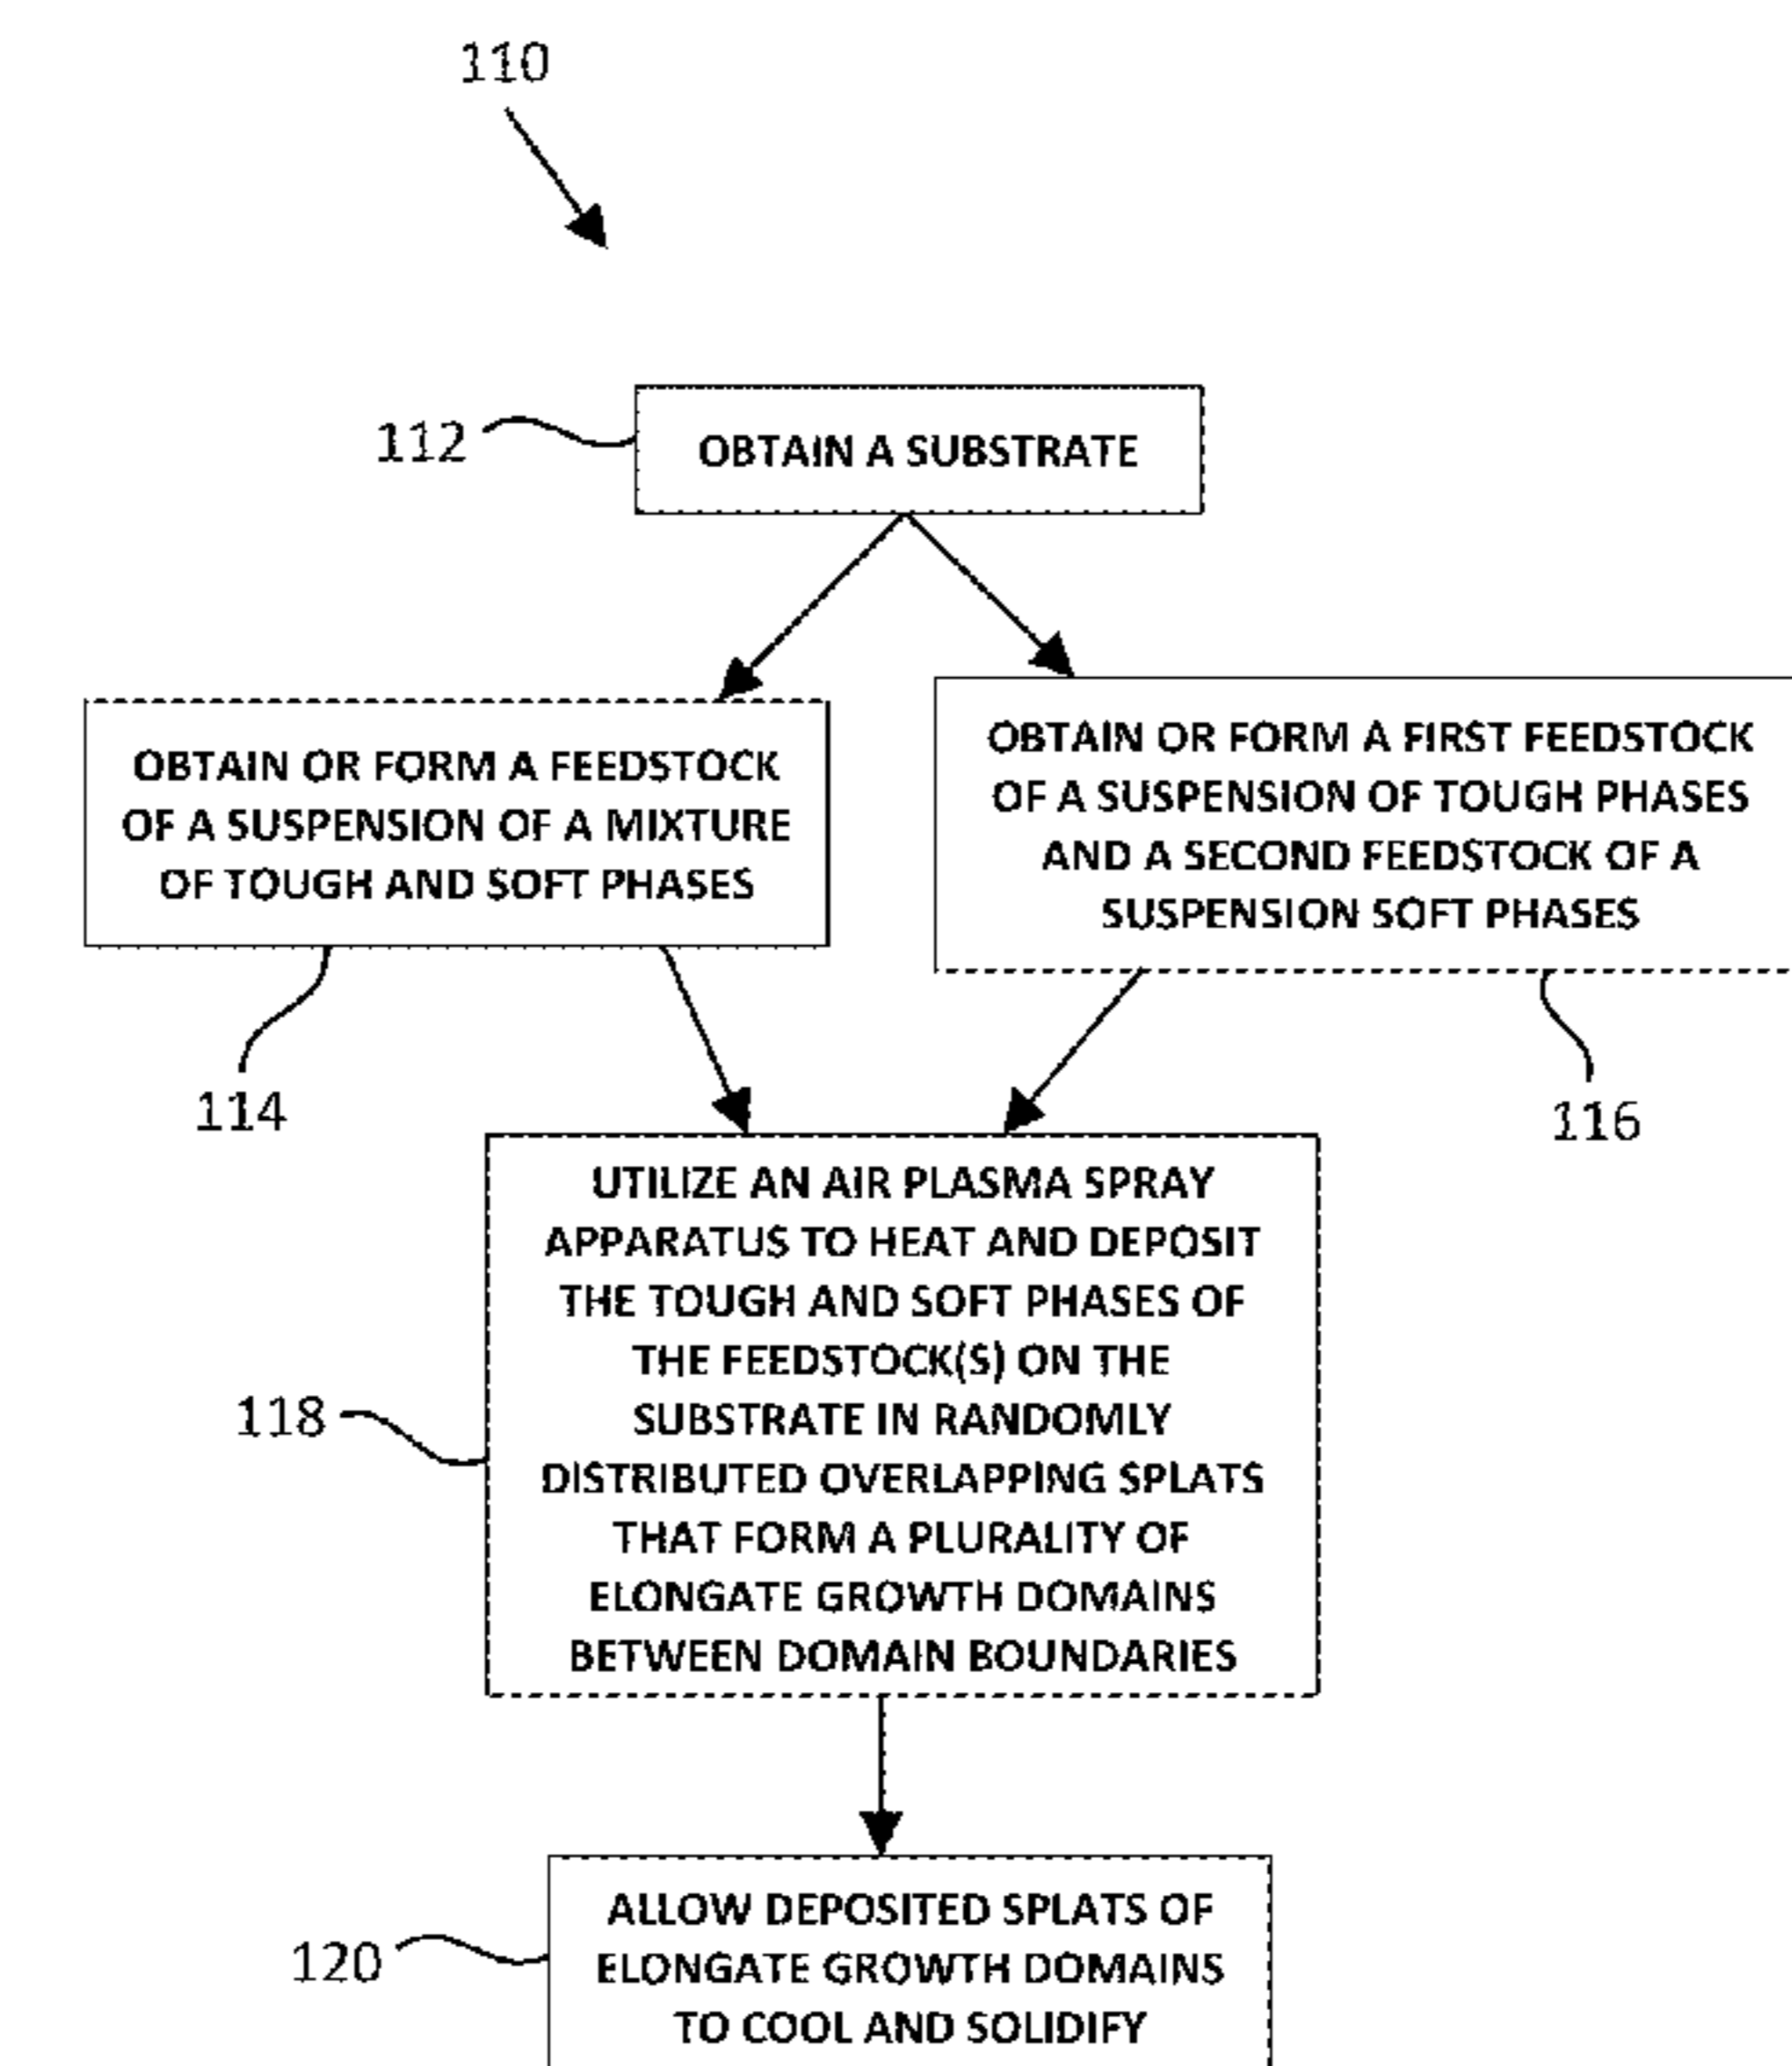 110
112
OBTAIN A SUBSTRATE
OBTAIN OR FORM A FEEDSTOCK
OF A SUSPENSION OF A MIXTURE
OF TOUGH AND SOFT PHASES
OBTAIN OR FORM A FIRST FEEDSTOCK
OF A SUSPENSION OF TOUGH PHASES
AND A SECOND FEEDSTOCK OF A
SUSPENSION SOFT PHASES
114
116
UTILIZE AN AIR PLASMA SPRAY
APPARATUS TO HEAT AND DEPOSIT
THE TOUGH AND SOFT PHASES OF
THE FEEDSTOCK(S) ON THE
SUBSTRATE IN RANDOMLY
DISTRIBUTED OVERLAPPING SPLATS
THAT FORM A PLURALITY OF
ELONGATE GROWTH DOMAINS
BETWEEN DOMAIN BOUNDARIES
118
120
ALLOW DEPOSITED SPLATS OF
ELONGATE GROWTH DOMAINS
TO COOL AND SOLIDIFY